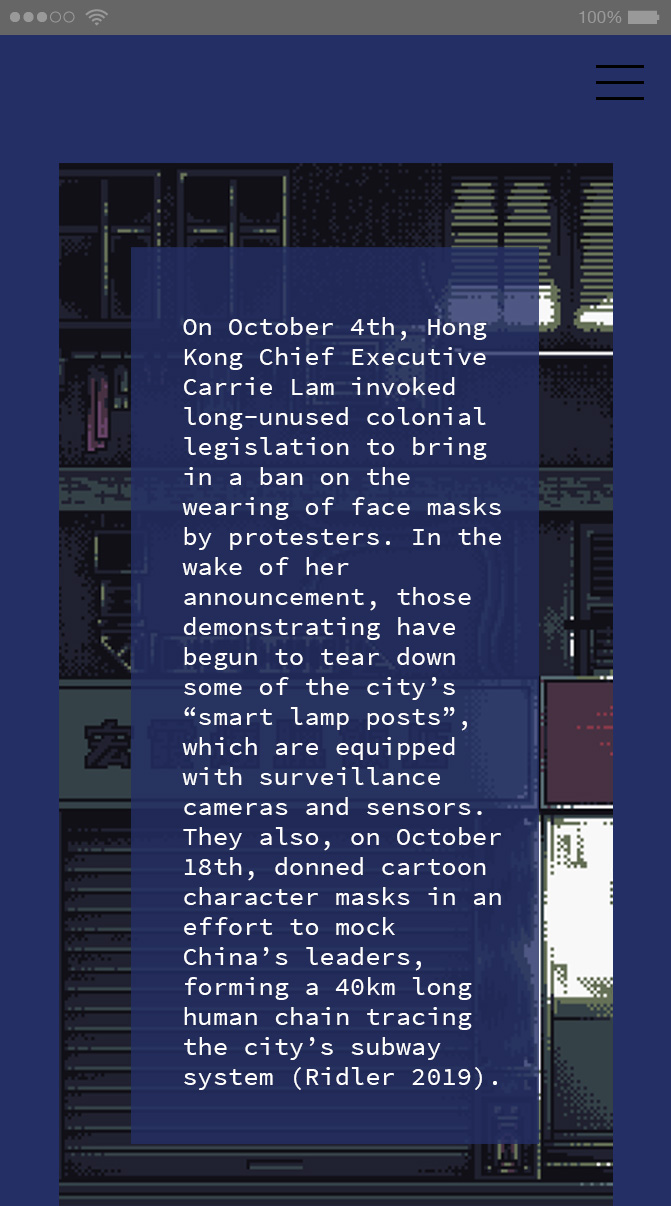 100%
On October 4th, Hong
Kong Chief Executive
Carrie Lam invoked
long-unused colonial
legislation to bring
in a ban on the
wearing of face masks
by protesters. In the
wake of her
announcement, those
demonstrating have
begun to tear down
some of the city’s
“smart lamp posts”,
which are equipped
with surveillance
cameras and sensors.
They also, on October
18th, donned cartoon
character masks in an
effort to mock
China’s leaders,
forming a 40km long
human chain tracing
the city’s subway
system (Ridler 2019).